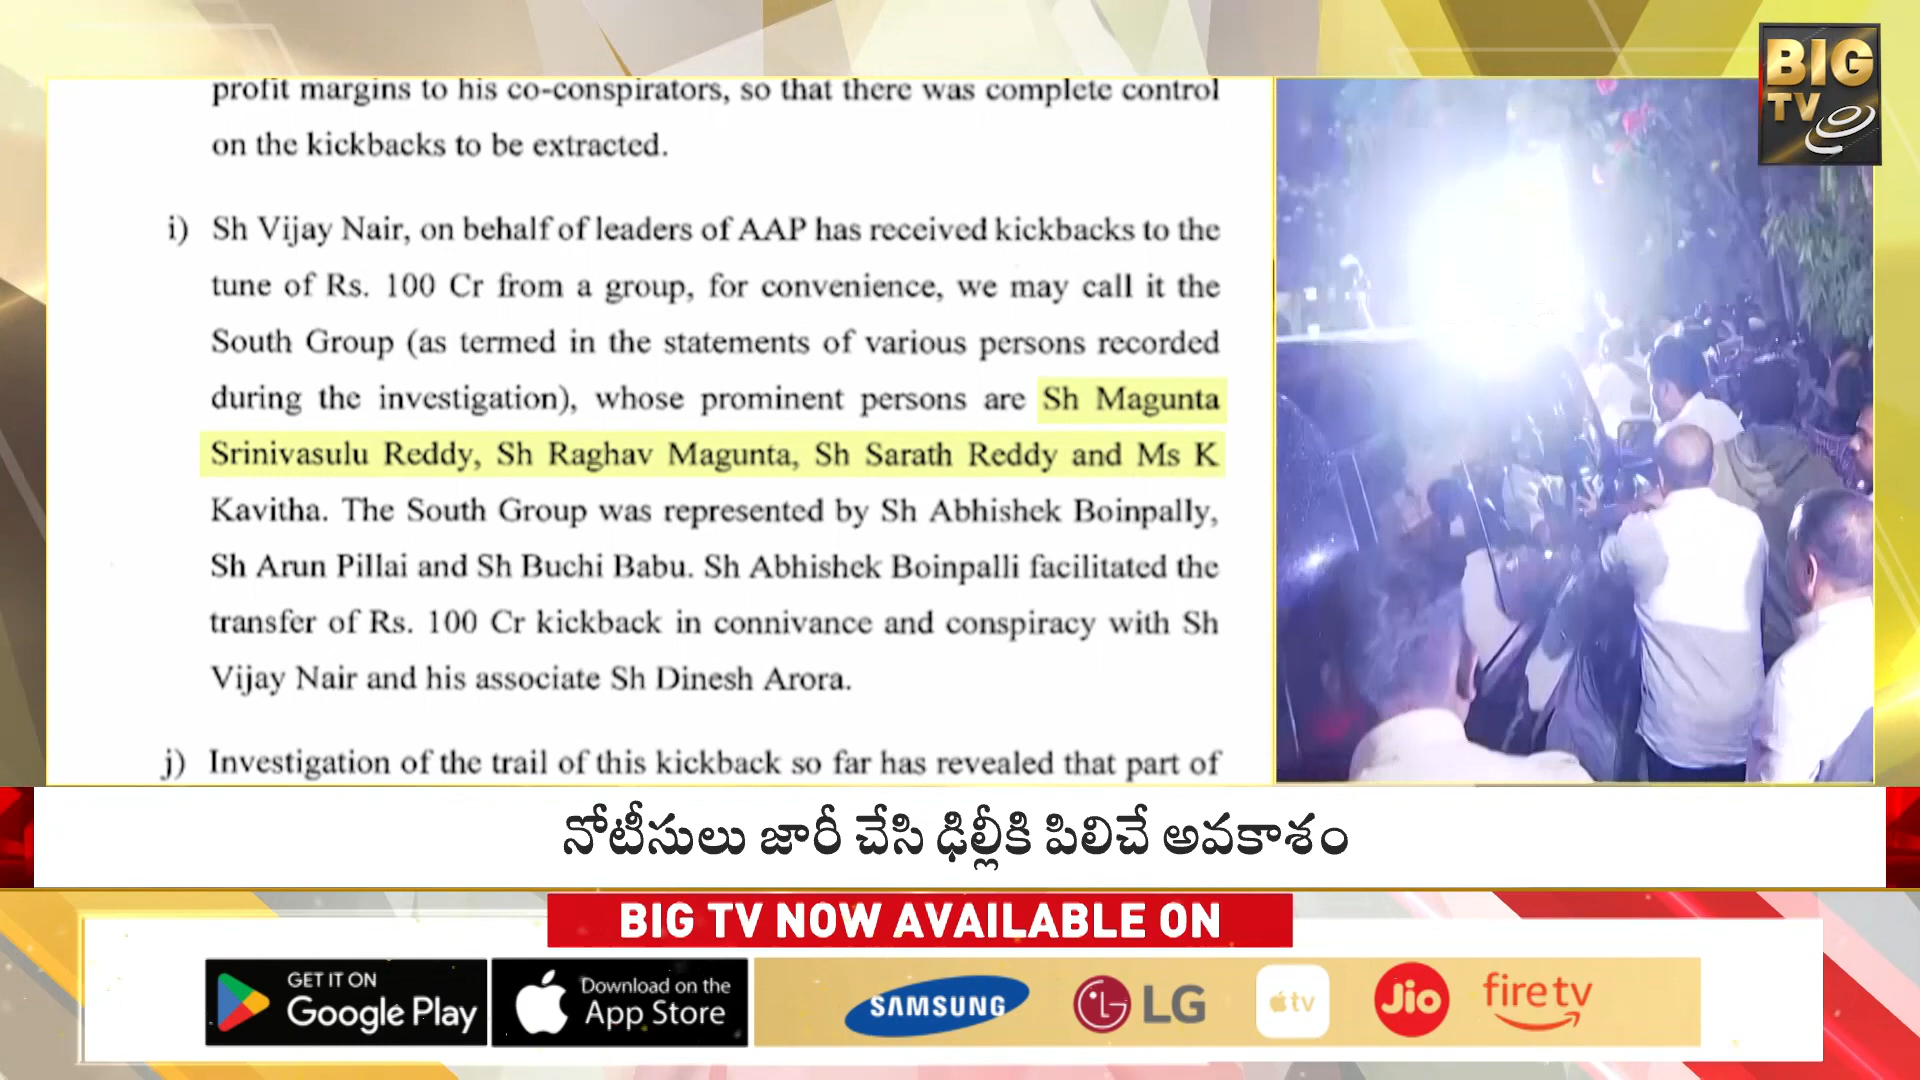 BIG
TV
profit margins to his co-conspirators, so that there was complete control
on the kickbacks to be extracted.
i) Sh Vijay Nair, on behalf of leaders of AAP has received kickbacks to the
tune of Rs. 100 Cr from a group, for convenience, we may call it the
South Group (as termed in the statements of various persons recorded
during the investigation), whose prominent persons are Sh Magunta
Srinivasulu Reddy, Sh Raghav Magunta, Sh Sarath Reddy and Ms K
Kavitha. The South Group was represented by Sh Abhishek Boinpally,
Sh Arun Pillai and Sh Buchi Babu. Sh Abhishek Boinpalli facilitated the
transfer of Rs. 100 Cr kickback in connivance and conspiracy with Sh
Vijay Nair and his associate Sh Dinesh Arora.
j) Investigation of the trail of this kickback so far has revealed that part of
నోటీసులు జారీ చేసి ఢిల్లీకి పిలిచే అవకాశం
BIG TV NOW AVAILABLE ON
GET IT ON
Google Play
Download on the
App Store
SAMSUNG
LG
tv
Jio
fire tv